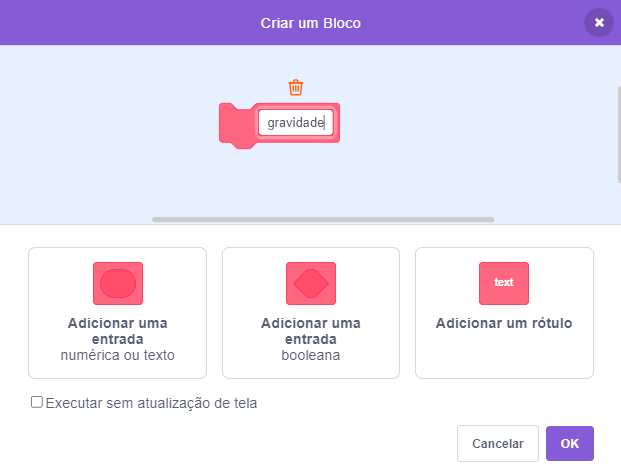 Criar um Bloco
gravidade
text
Adicionar uma
entrada
numérica ou texto
Adicionar uma
entrada
booleana
Adicionar um rótulo
Executar sem atualização de tela
Cancelar
OK